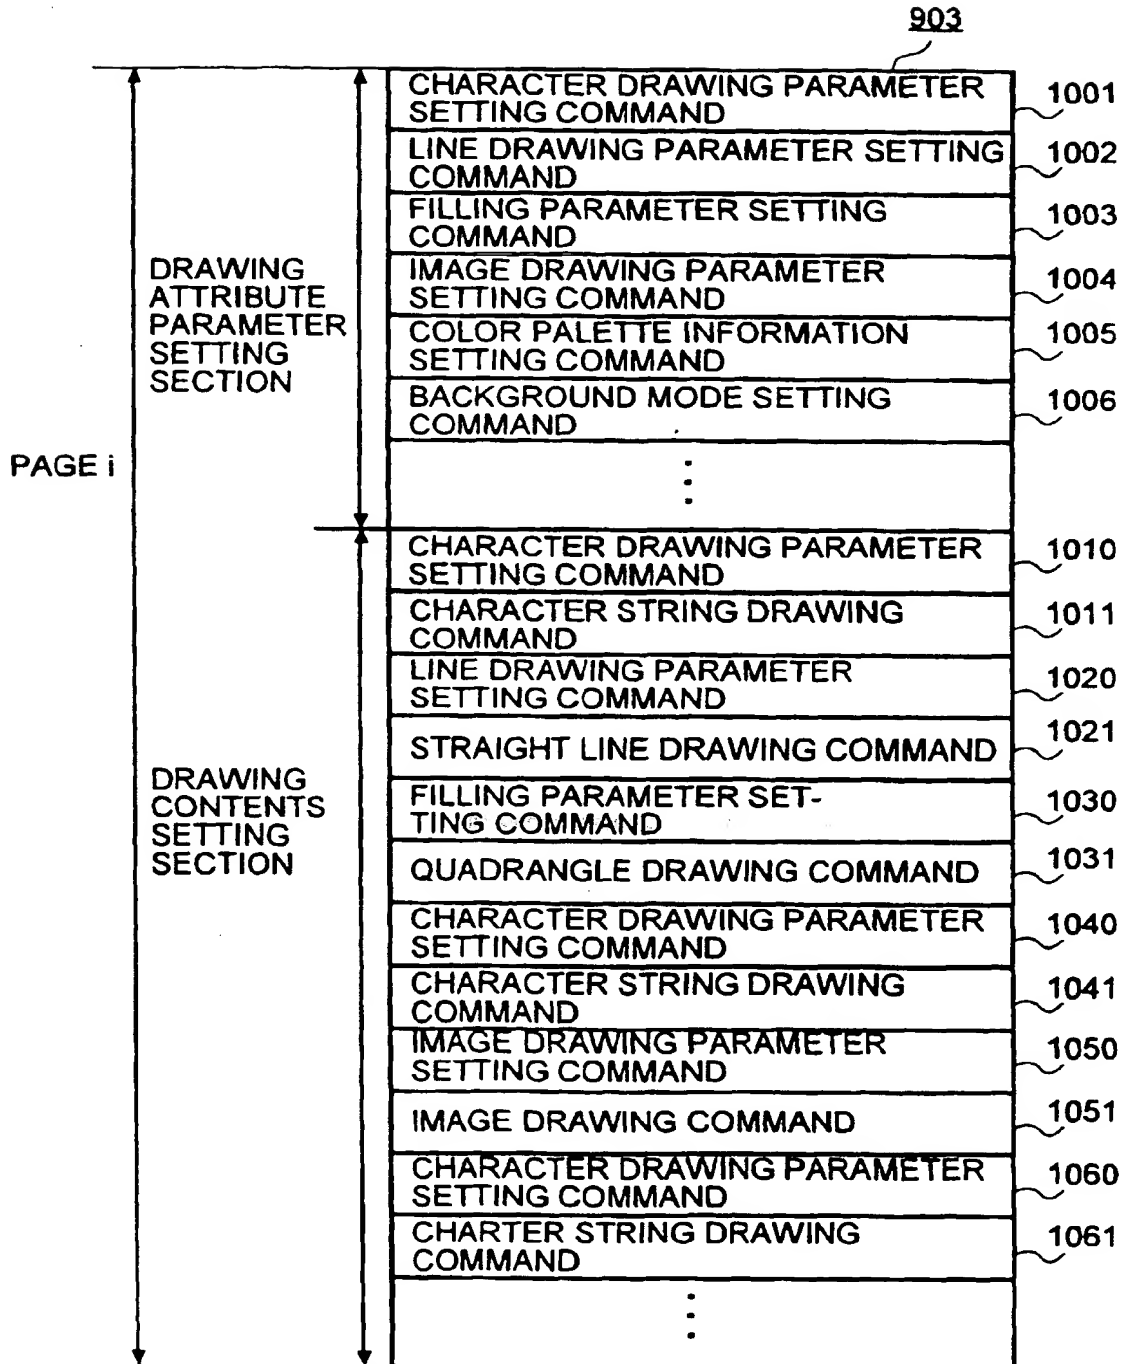 903
CHARACTER DRAWING PARAMETER
SETTING COMMAND
1001
LINE DRAWING PARAMETER SETTING
COMMAND
1002
FILLING PARAMETER SETTING
COMMAND
1003
IMAGE DRAWING PARAMETER
SETTING COMMAND
1004
COLOR PALETTE INFORMATION
SETTING COMMAND
1005
BACKGROUND MODE SETTING
COMMAND
1006
DRAWING
ATTRIBUTE
PARAMETER
SETTING
SECTION
PAGE i
CHARACTER DRAWING PARAMETER
SETTING COMMAND
1010
CHARACTER STRING DRAWING
COMMAND
1011
LINE DRAWING PARAMETER
SETTING COMMAND
1020
STRAIGHT LINE DRAWING COMMAND
1021
FILLING PARAMETER SET-
TING COMMAND
1030
QUADRANGLE DRAWING COMMAND
1031
DRAWING
CONTENTS
SETTING
SECTION
CHARACTER DRAWING PARAMETER
SETTING COMMAND
1040
CHARACTER STRING DRAWING
COMMAND
1041
IMAGE DRAWING PARAMETER
SETTING COMMAND
1050
IMAGE DRAWING COMMAND
1051
CHARACTER DRAWING PARAMETER
SETTING COMMAND
1060
CHARTER STRING DRAWING
COMMAND
1061